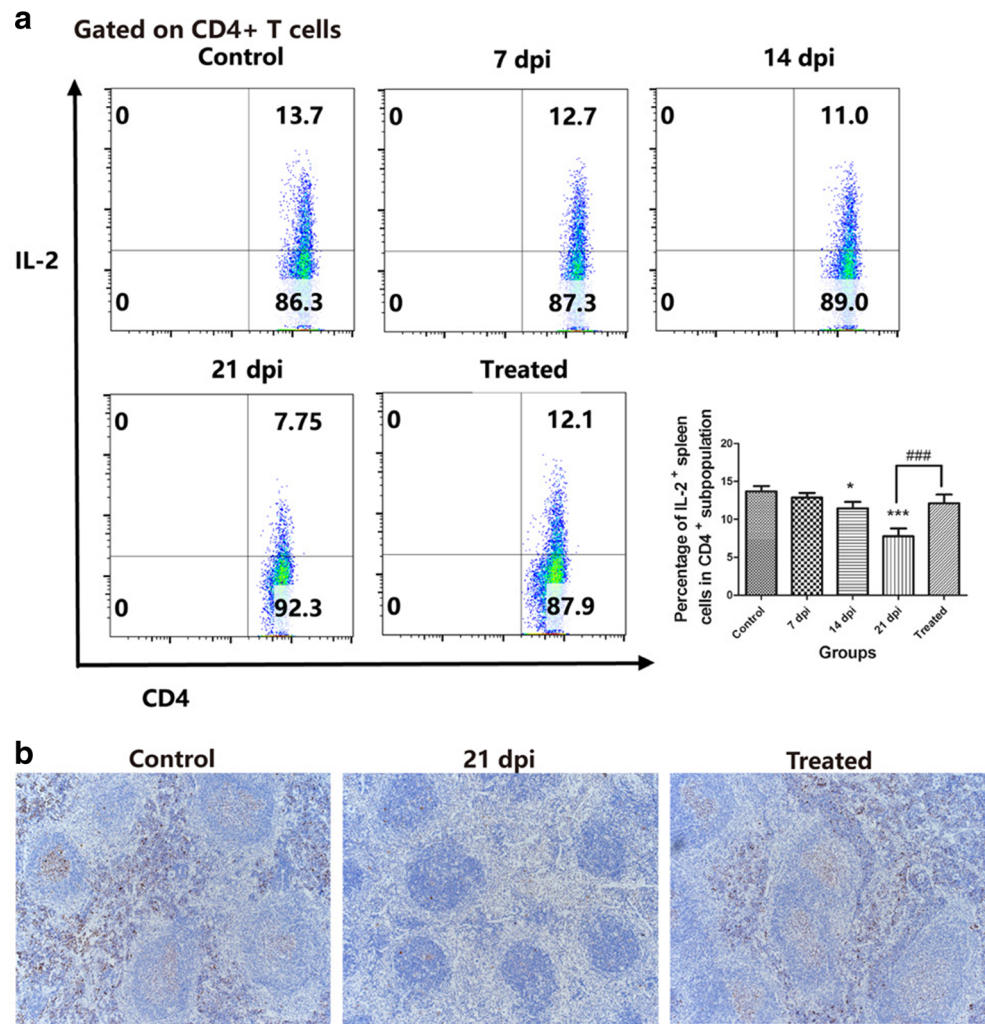 a
Gated on CD4+ T cells
Control
7 dpi
14 dpi
0 13.7
0 12.7
0 11.0
IL-2
0 86.3
0 87.3
0 89.0
21 dpi
Treated
0 7.75
0 12.1
0 92.3
0 87.9
CD4
Percentage of IL-2 + spleen
cells in CD4 + subpopulation
20
15
10
5
0
*
***
###
Control
7 dpi
14 dpi
21 dpi
Treated
Groups
b
Control
21 dpi
Treated